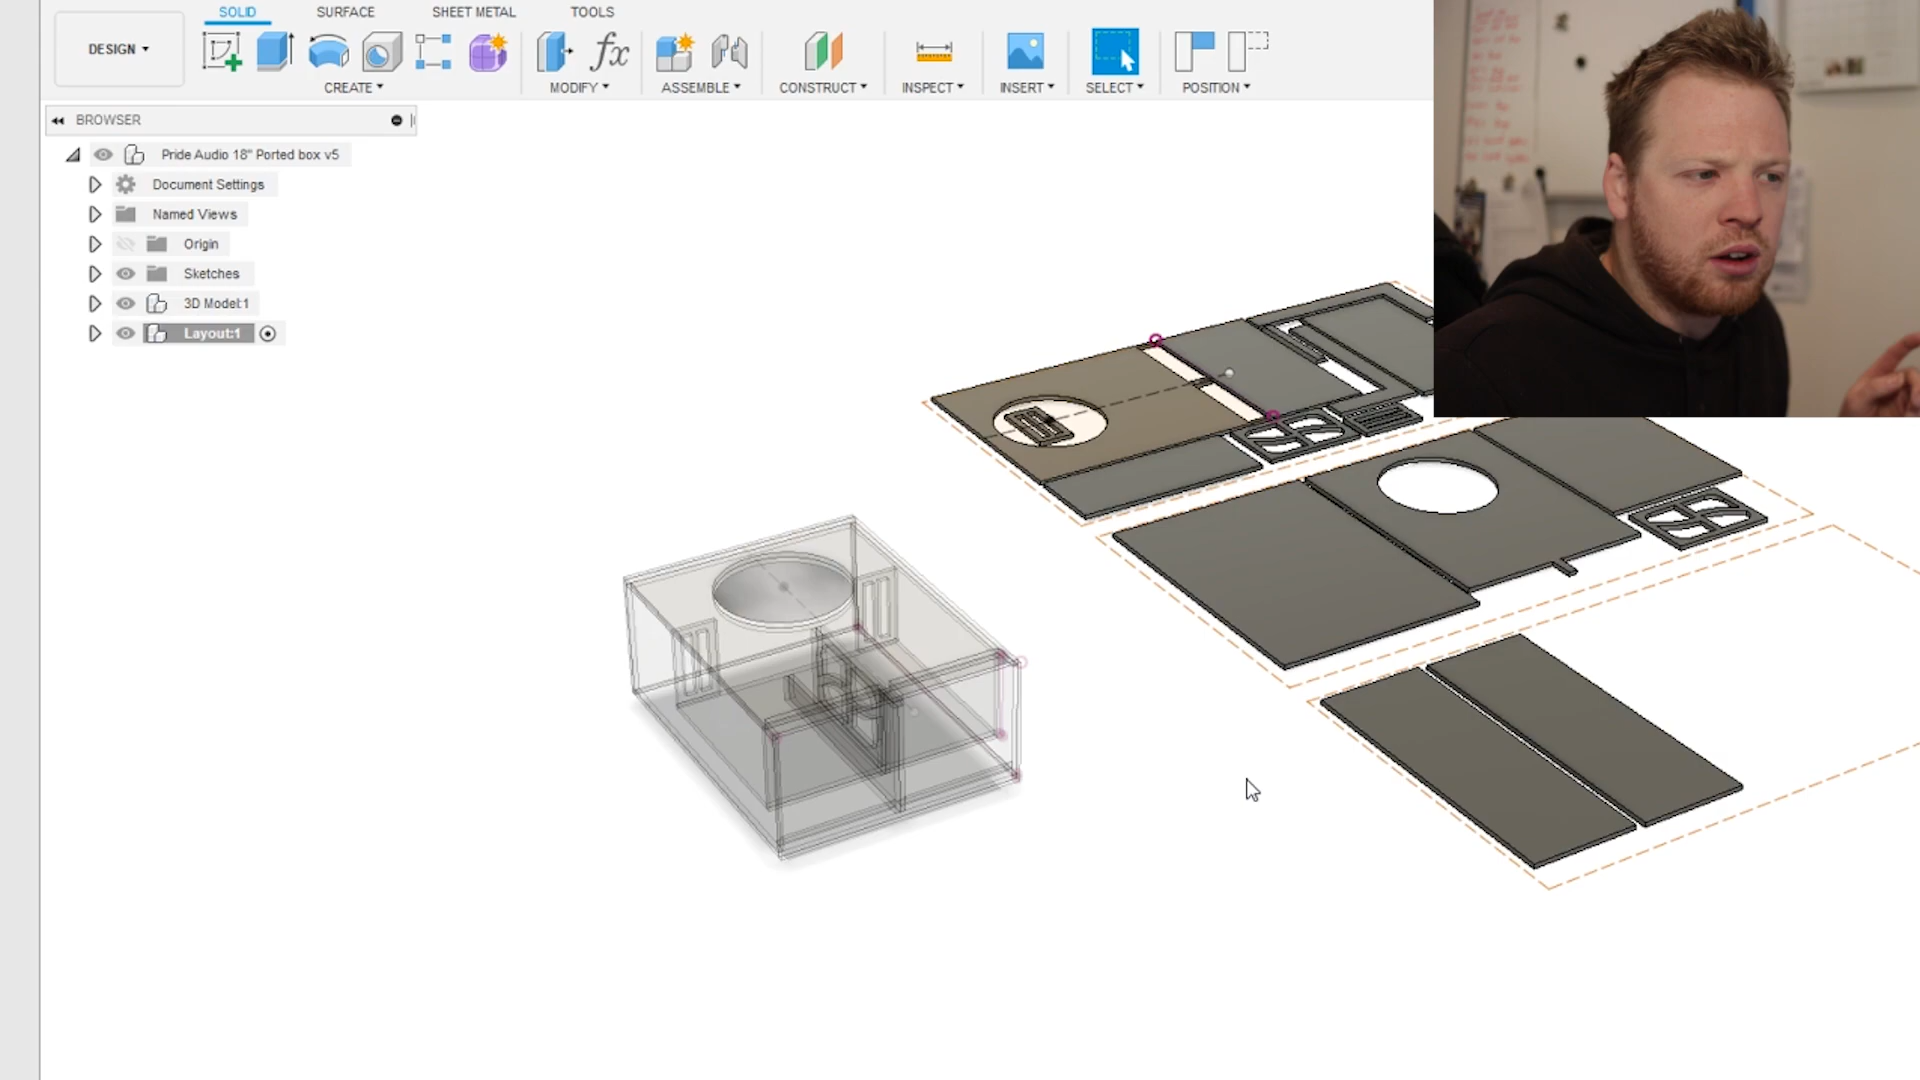 SOLID
SURFACE
SHEET METAL
TOOLS
DESIGN
fx
CREATE
MODIFY
ASSEMBLE
CONSTRUCT
INSPECT
INSERT
SELECT
POSITION
BROWSER
Pride Audio 18" Ported box v5
Document Settings
Named Views
Origin
Sketches
3D Model:1
Layout:1